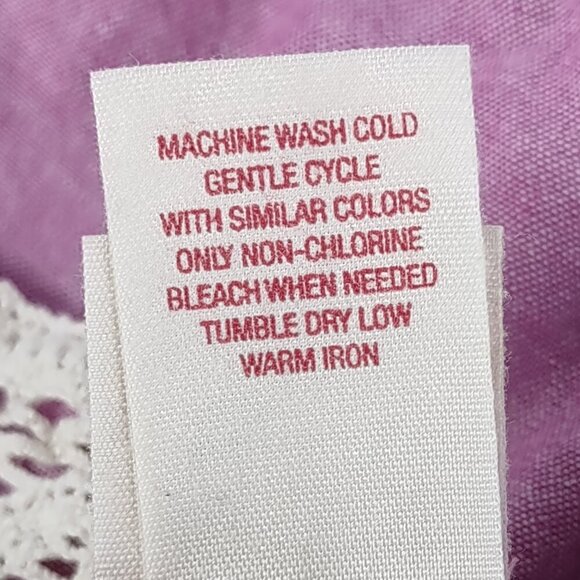 MACHINE WASH COLD
GENTLE CYCLE
WITH SIMILAR COLORS
ONLY NON-CHLORINE
BLEACH WHEN NEEDED
TUMBLE DRY LOW
WARM IRON